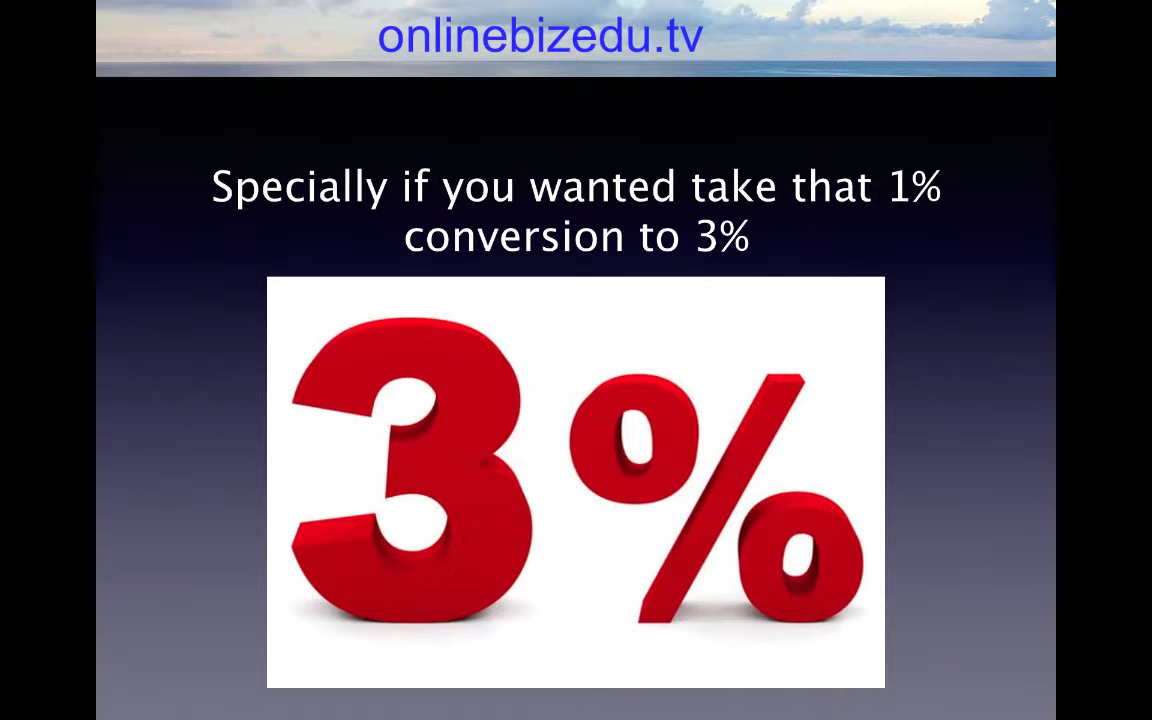 onlinebizedu.tv
Specially if you wanted take that 1%
conversion to 3%
3%